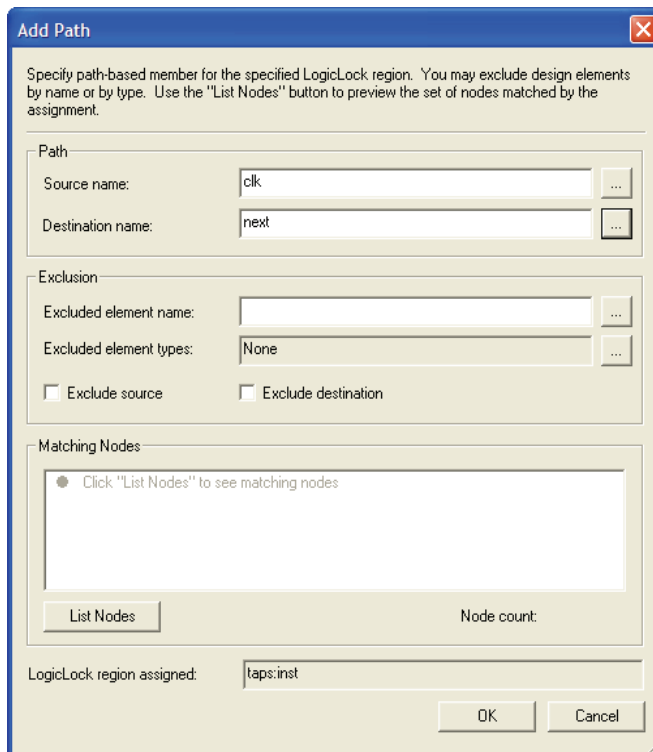 Add Path
Specify path-based member for the specified LogicLock region. You may exclude design elements
by name or by type. Use the "List Nodes" button to preview the set of nodes matched by the
assignment.
Path
Source name: clk ...
Destination name: next ...
Exclusion
Excluded element name: ...
Excluded element types: None ...
Exclude source Exclude destination
Matching Nodes
Click "List Nodes" to see matching nodes
List Nodes Node count:
LogicLock region assigned: taps:inst
OK Cancel